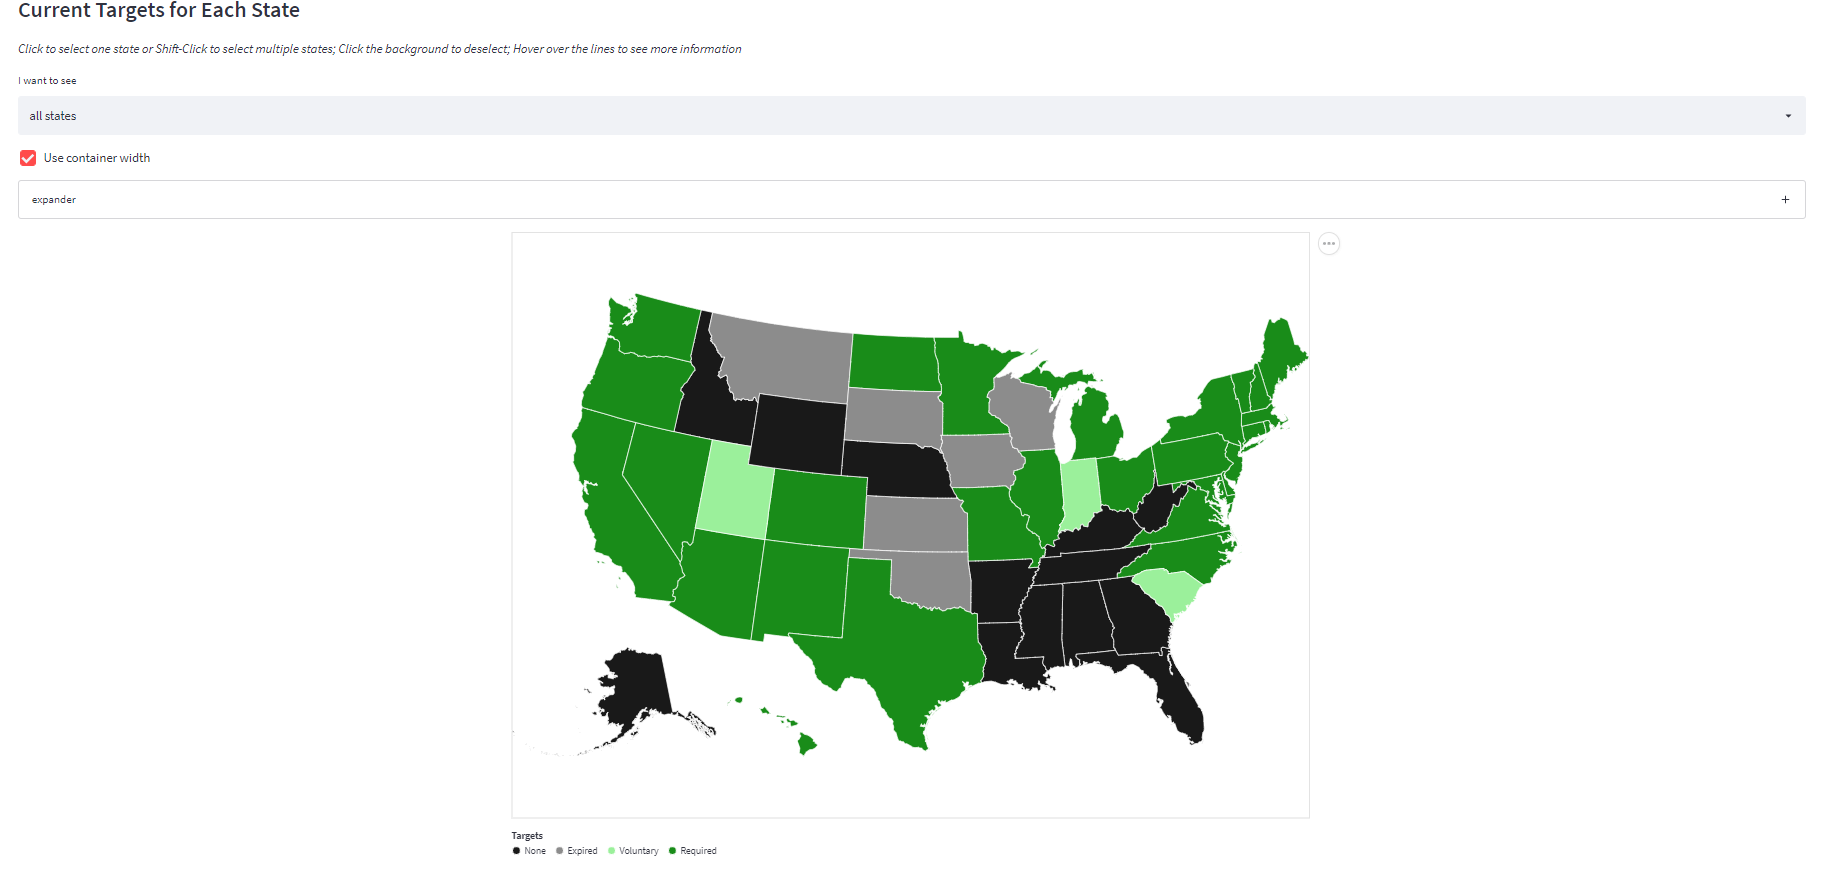 Current Targets for Each State
Click to select one state or Shift-Click to select multiple states; Click the background to deselect; Hover over the lines to see more information
I want to see
all states
Use container width
expander
Targets
None Expired Voluntary Required